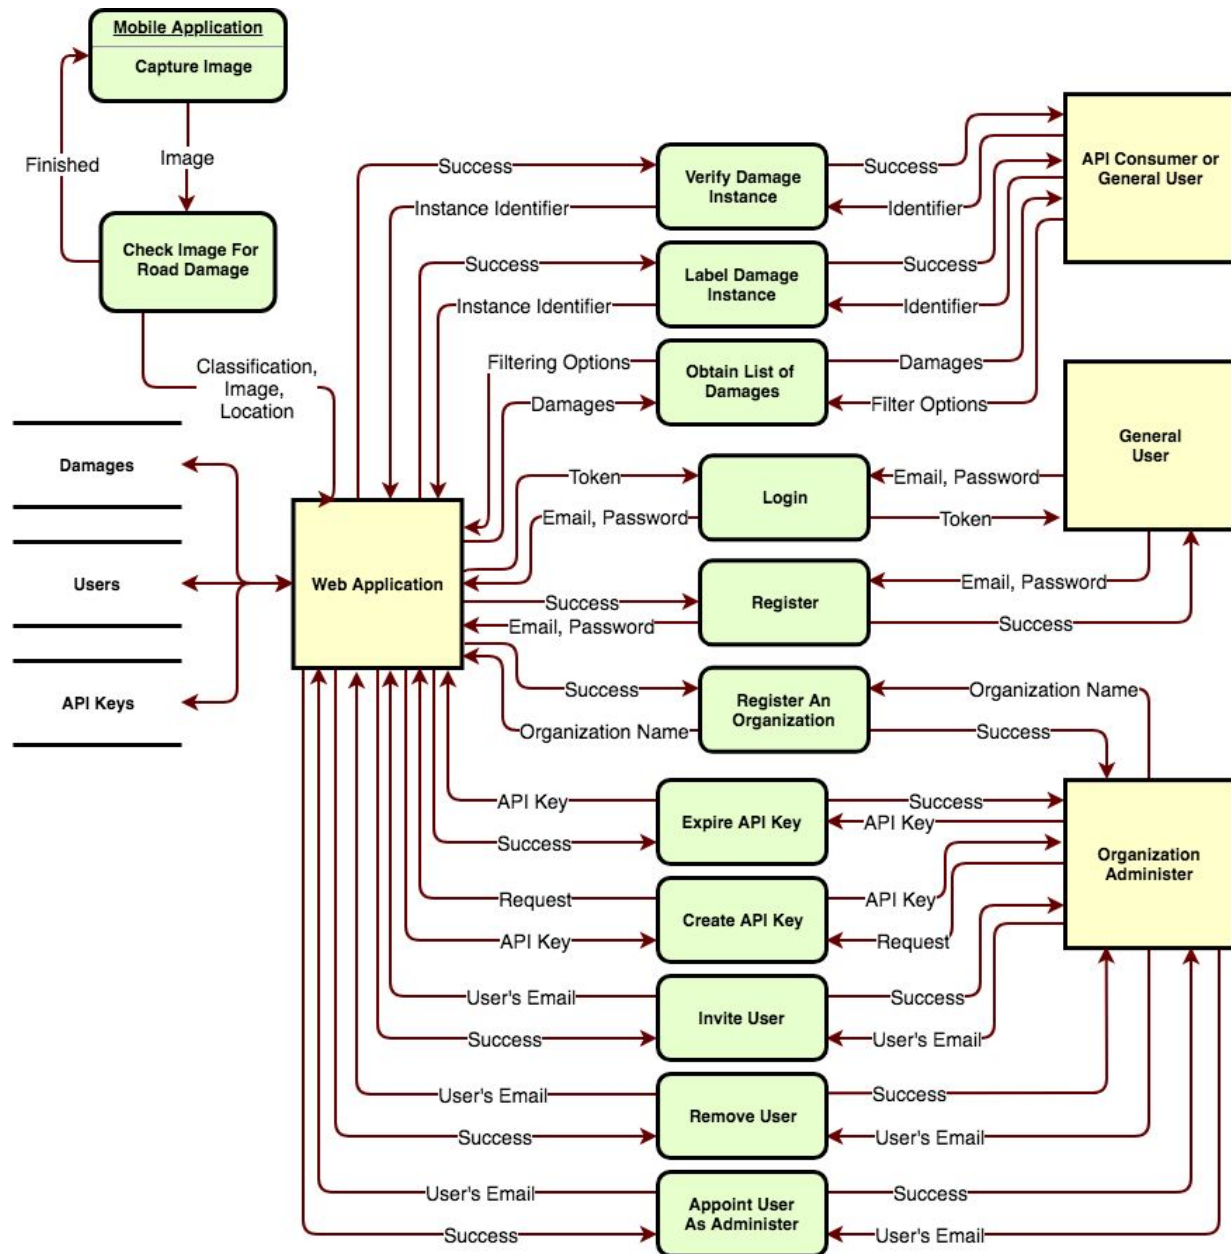 Mobile Application
Capture Image
Finished
Image
Check Image For
Road Damage
Classification,
Image,
Location
Damages
Users
API Keys
Web Application
Success
Instance Identifier
Verify Damage
Instance
Success
Identifier
API Consumer or
General User
Success
Instance Identifier
Label Damage
Instance
Success
Identifier
Filtering Options
Damages
Obtain List of
Damages
Damages
Filter Options
Token
Email, Password
Login
Email, Password
Token
General
User
Success
Email, Password
Register
Email, Password
Success
Success
Organization Name
Register An
Organization
Organization Name
Success
API Key
Success
Expire API Key
Success
API Key
Request
API Key
Create API Key
API Key
Request
Organization
Administer
User's Email
Success
Invite User
Success
User's Email
User's Email
Success
Remove User
Success
User's Email
User's Email
Success
Appoint User
As Administer
Success
User's Email